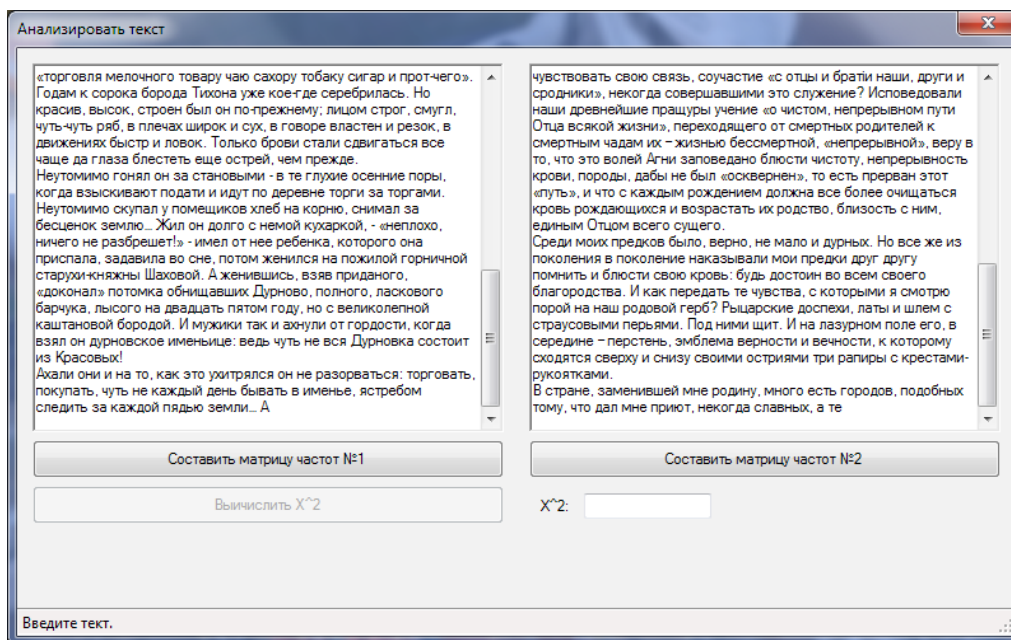 Анализировать текст
«торговля мелочного товару чаю сахору тобаку сигар и прот-чего».
Годам к сорока борода Тихона уже кое-где серебрилась. Но
красив, высок, строен был он по-прежнему; лицом строг, смугл,
чуть-чуть ряб, в плечах широк и сух, в говоре властен и резок, в
движениях быстр и ловок. Только брови стали сдвигаться все
чаще да глаза блестеть еще острей, чем прежде.
Неутомимо гонял он за становыми - в те глухие осенние поры,
когда взыскивают подати и идут по деревне торги за торгами.
Неутомимо скупал у помещиков хлеб на корню, снимал за
бесценок землю... Жил он долго с немой кухаркой, - «неплохо,
ничего не разбрешет!» - имел от нее ребенка, которого она
приспала, задавила во сне, потом женился на пожилой горничной
старухи-княжны Шаховой. А женившись, взяв приданого,
«доконал» потомка обнищавших Дурново, полного, ласкового
барчука, лысого на двадцать пятом году, но с великолепной
каштановой бородой. И мужики так и ахнули от гордости, когда
взял он дурновское именьице: ведь чуть не вся Дурновка состоит
из Красовых!
Ахали они и на то, как это ухитрялся он не разорваться: торговать,
покупать, чуть не каждый день бывать в именье, ястребом
следить за каждой пядью земли... А
чувствовать свою связь, соучастие «с отцы и братіи наши, други и
сродники», некогда совершавшими это служение? Исповедовали
наши древнейшие пращуры учение «о чистом, непрерывном пути
Отца всякой жизни», переходящего от смертных родителей к
смертным чадам их – жизнью бессмертной, «непрерывной», веру в
то, что это волей Агни заповедано блюсти чистоту, непрерывность
крови, породы, дабы не был «осквернен», то есть прерван этот
«путь», и что с каждым рождением должна все более очищаться
кровь рождающихся и возрастать их родство, близость с ним,
единым Отцом всего сущего.
Среди моих предков было, верно, не мало и дурных. Но все же из
поколения в поколение наказывали мои предки друг другу
помнить и блюсти свою кровь: будь достоин во всем своего
благородства. И как передать те чувства, с которыми я смотрю
порой на наш родовой герб? Рыцарские доспехи, латы и шлем с
страусовыми перьями. Под ними щит. И на лазурном поле его, в
середине – перстень, эмблема верности и вечности, к которому
сходятся сверху и снизу своими остриями три рапиры с крестами-
рукоятками.
В стране, заменившей мне родину, много есть городов, подобных
тому, что дал мне приют, некогда славных, а те
Составить матрицу частот №1
Составить матрицу частот №2
Выичислить X^2
X^2:
Введите тект.